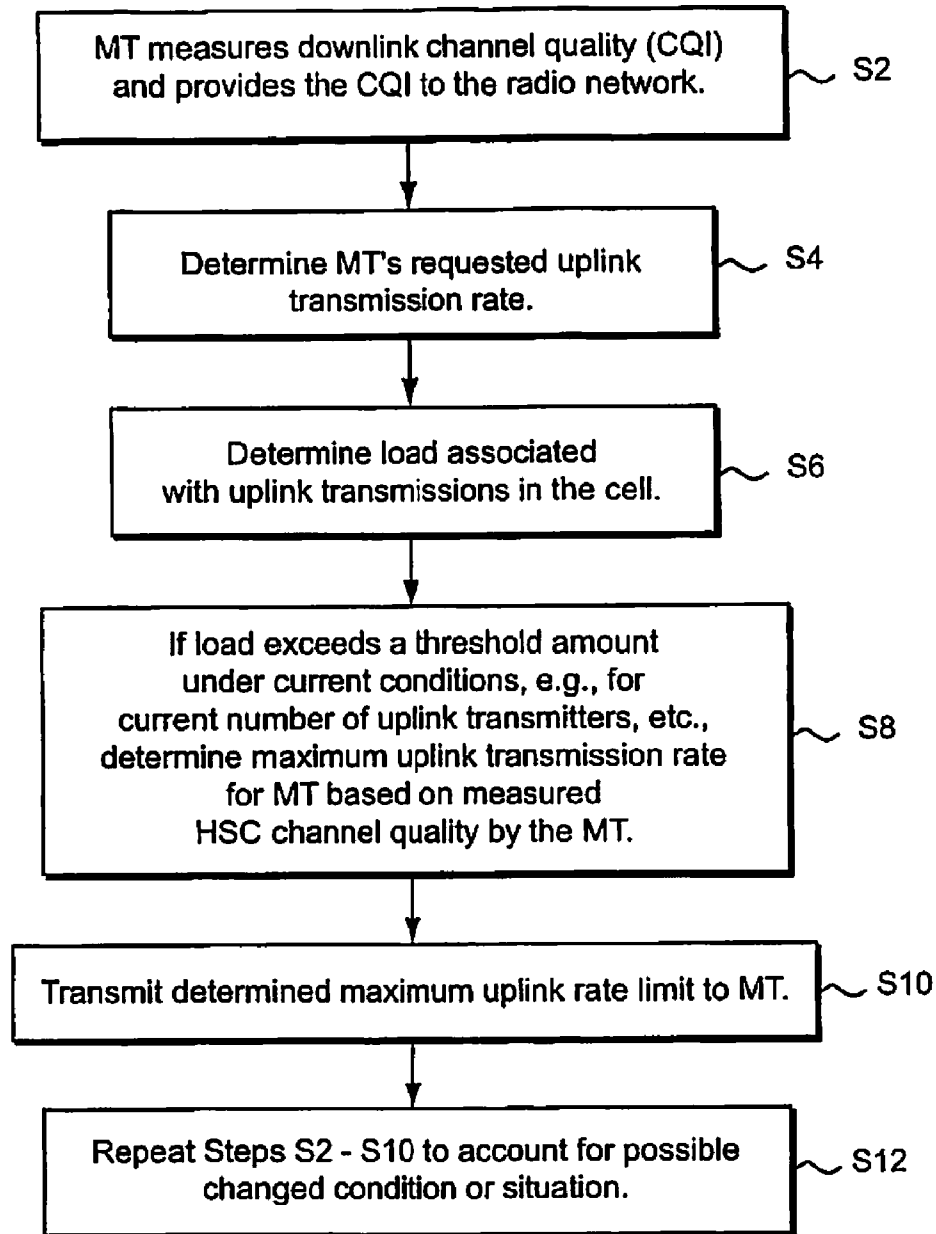 MT measures downlink channel quality (CQI)
and provides the CQI to the radio network.
S2
Determine MT's requested uplink
transmission rate.
S4
Determine load associated
with uplink transmissions in the cell.
S6
If load exceeds a threshold amount
under current conditions, e.g., for
current number of uplink transmitters, etc.,
determine maximum uplink transmission rate
for MT based on measured
HSC channel quality by the MT.
S8
Transmit determined maximum uplink rate limit to MT.
S10
Repeat Steps S2 - S10 to account for possible
changed condition or situation.
S12